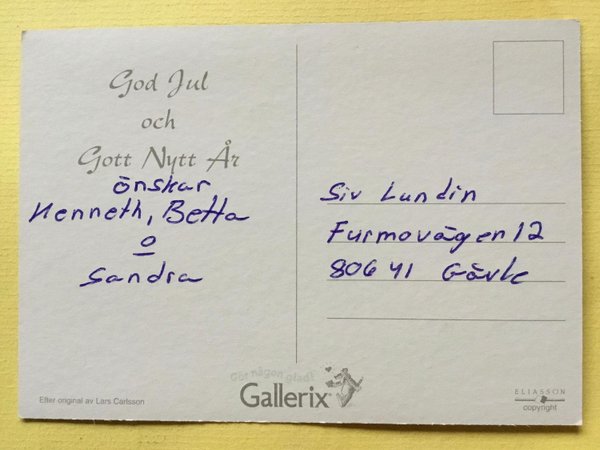 God Jul
och
Gott Nytt År
önskar
Kenneth, Betta
o
Sandra
Siv Lundin
Furmovägen 12
806 41 Gävle
Gör någon glad!
Gallerix
Efter original av Lars Carlsson
ELIASSON
copyright